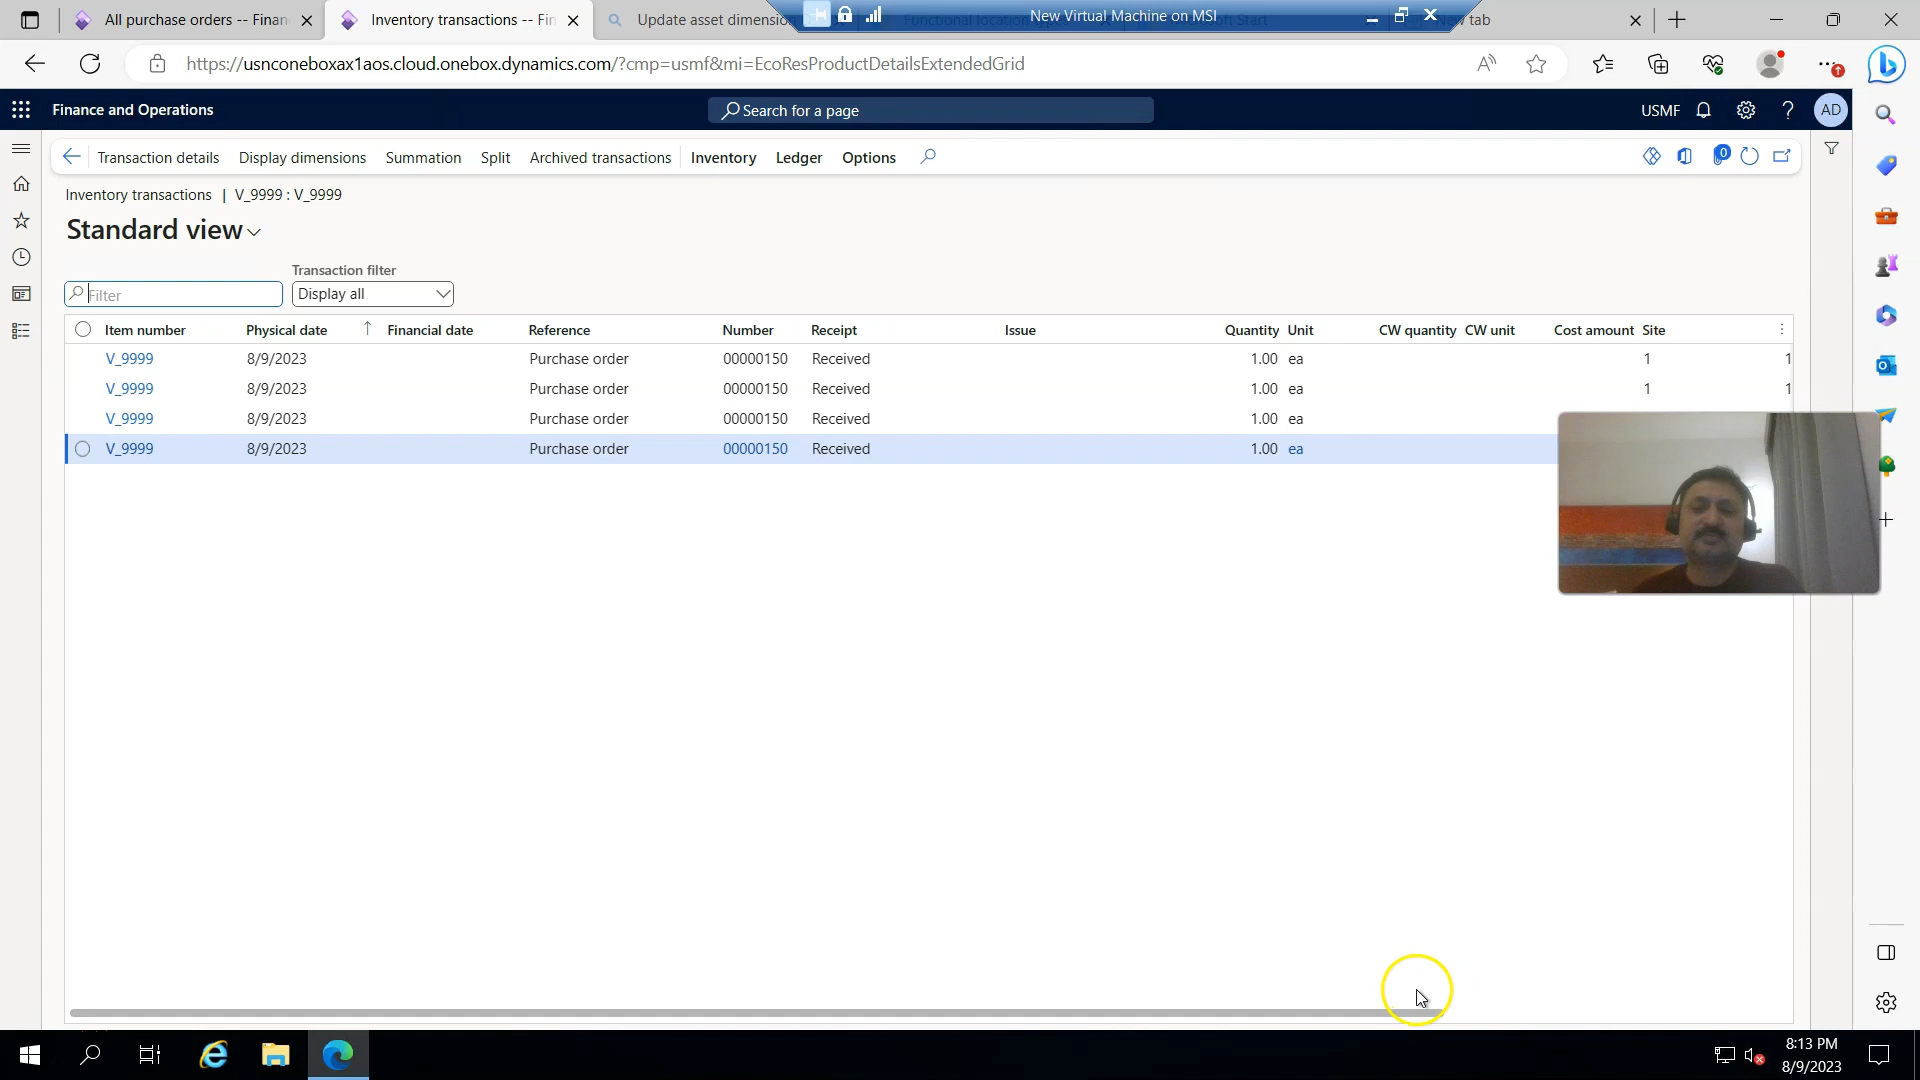 All purchase orders -- Finan
Inventory transactions -- Fin
Update asset dimension
Functional location
New Virtual Machine on MSI
Start
tab
https://usnconeboxax1aos.cloud.onebox.dynamics.com/?cmp=usmf&mi=EcoResProductDetailsExtendedGrid
Finance and Operations
Search for a page
USMF
AD
Transaction details
Display dimensions
Summation
Split
Archived transactions
Inventory
Ledger
Options
0
Inventory transactions | V_9999 : V_9999
Standard view
Transaction filter
Filter
Display all
Item number Physical date Financial date Reference Number Receipt Issue Quantity Unit CW quantity CW unit Cost amount Site
V_9999 8/9/2023 Purchase order 00000150 Received 1.00 ea 1 1
V_9999 8/9/2023 Purchase order 00000150 Received 1.00 ea 1 1
V_9999 8/9/2023 Purchase order 00000150 Received 1.00 ea
V_9999 8/9/2023 Purchase order 00000150 Received 1.00 ea
8:13 PM
8/9/2023